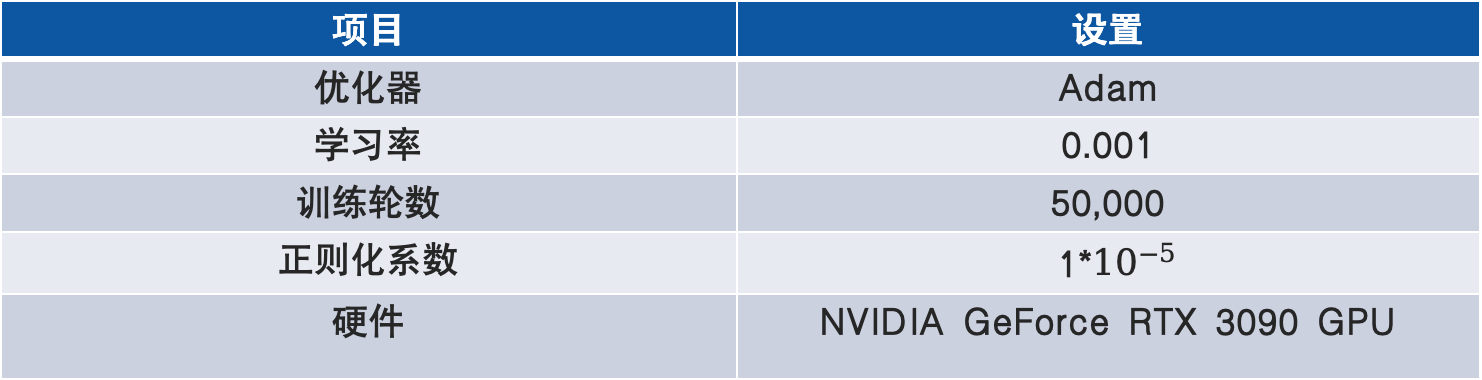 项目 设置
优化器 Adam
学习率 0.001
训练轮数 50,000
正则化系数 1*10⁻⁵
硬件 NVIDIA GeForce RTX 3090 GPU